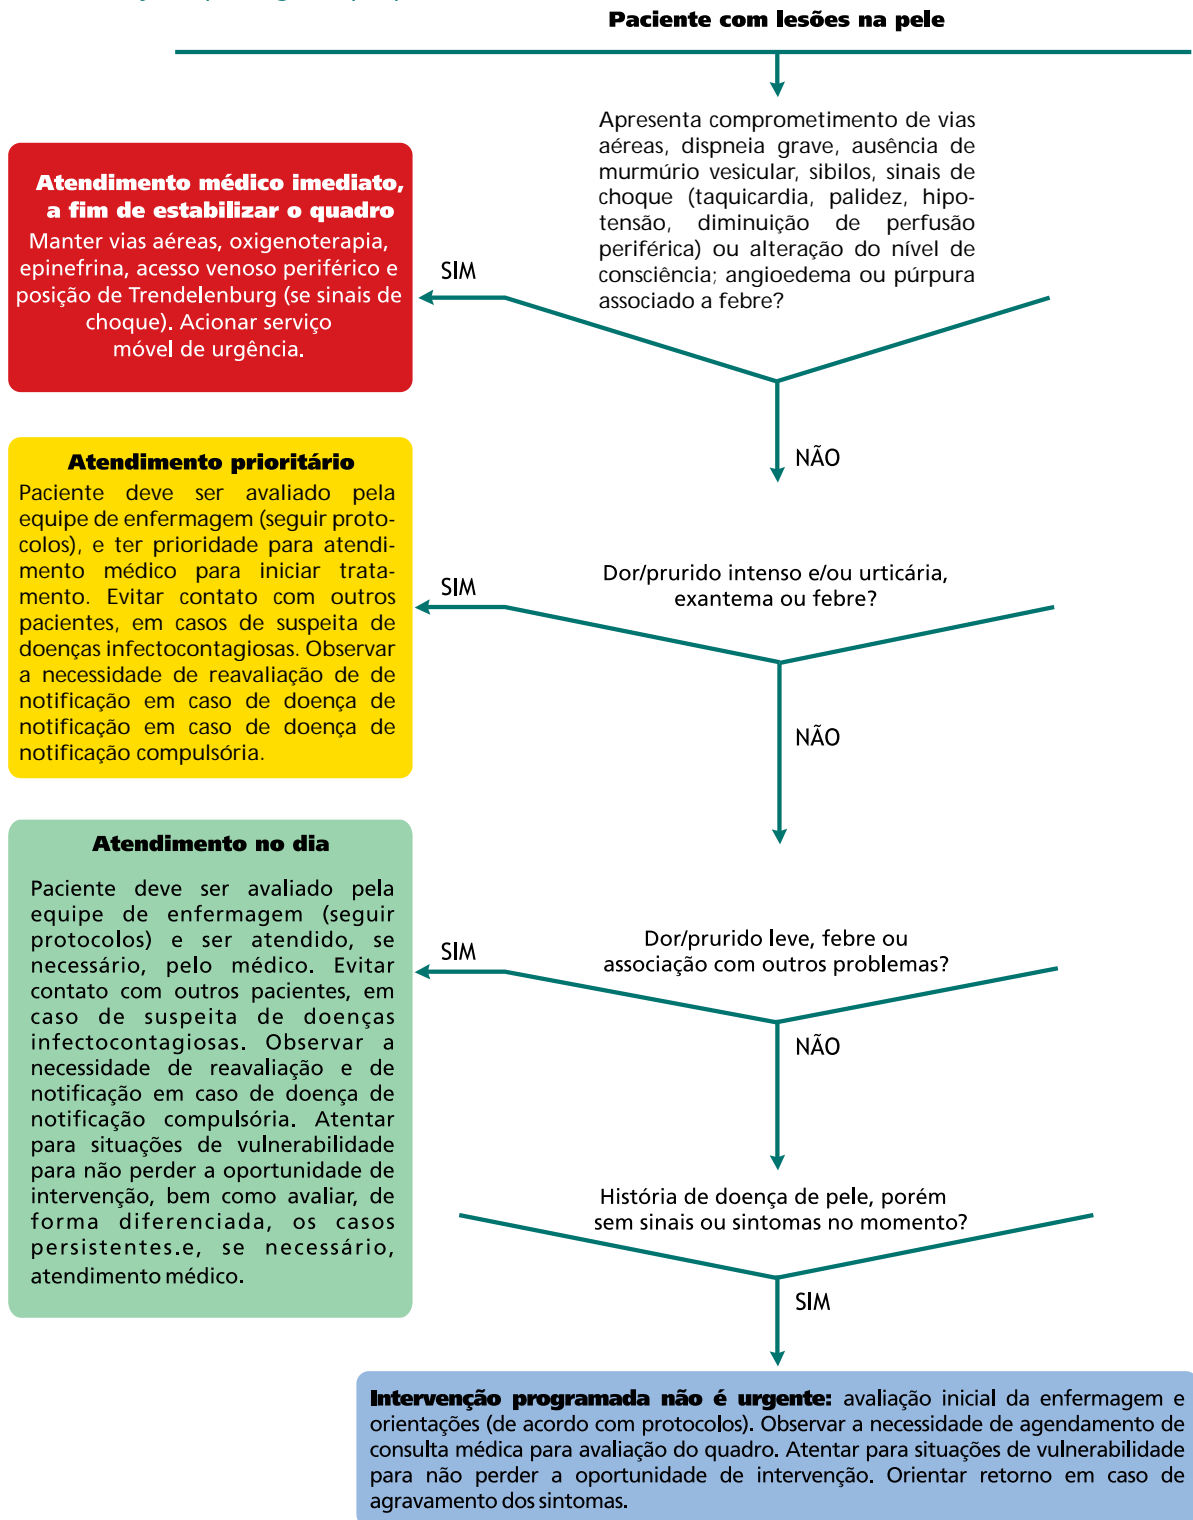 Paciente com lesões na pele
Apresenta comprometimento de vias
aéreas, dispneia grave, ausência de
murmúrio vesicular, sibilos, sinais de
choque (taquicardia, palidez, hipo-
tensão, diminuição de perfusão
periférica) ou alteração do nível de
consciência; angioedema ou púrpura
associado a febre?
SIM
Atendimento médico imediato,
a fim de estabilizar o quadro
Manter vias aéreas, oxigenoterapia,
epinefrina, acesso venoso periférico e
posição de Trendelenburg (se sinais de
choque). Acionar serviço
móvel de urgência.
NÃO
Dor/prurido intenso e/ou urticária,
exantema ou febre?
SIM
Atendimento prioritário
Paciente deve ser avaliado pela
equipe de enfermagem (seguir proto-
colos), e ter prioridade para atendi-
mento médico para iniciar trata-
mento. Evitar contato com outros
pacientes, em casos de suspeita de
doenças infectocontagiosas. Observar
a necessidade de reavaliação de de
notificação em caso de doença de
notificação em caso de doença de
notificação compulsória.
NÃO
Dor/prurido leve, febre ou
associação com outros problemas?
SIM
Atendimento no dia
Paciente deve ser avaliado pela
equipe de enfermagem (seguir
protocolos) e ser atendido, se
necessário, pelo médico. Evitar
contato com outros pacientes, em
caso de suspeita de doenças
infectocontagiosas. Observar a
necessidade de reavaliação e de
notificação em caso de doença de
notificação compulsória. Atentar
para situações de vulnerabilidade
para não perder a oportunidade de
intervenção, bem como avaliar, de
forma diferenciada, os casos
persistentes.e, se necessário,
atendimento médico.
NÃO
História de doença de pele, porém
sem sinais ou sintomas no momento?
SIM
Intervenção programada não é urgente: avaliação inicial da enfermagem e
orientações (de acordo com protocolos). Observar a necessidade de agendamento de
consulta médica para avaliação do quadro. Atentar para situações de vulnerabilidade
para não perder a oportunidade de intervenção. Orientar retorno em caso de
agravamento dos sintomas.